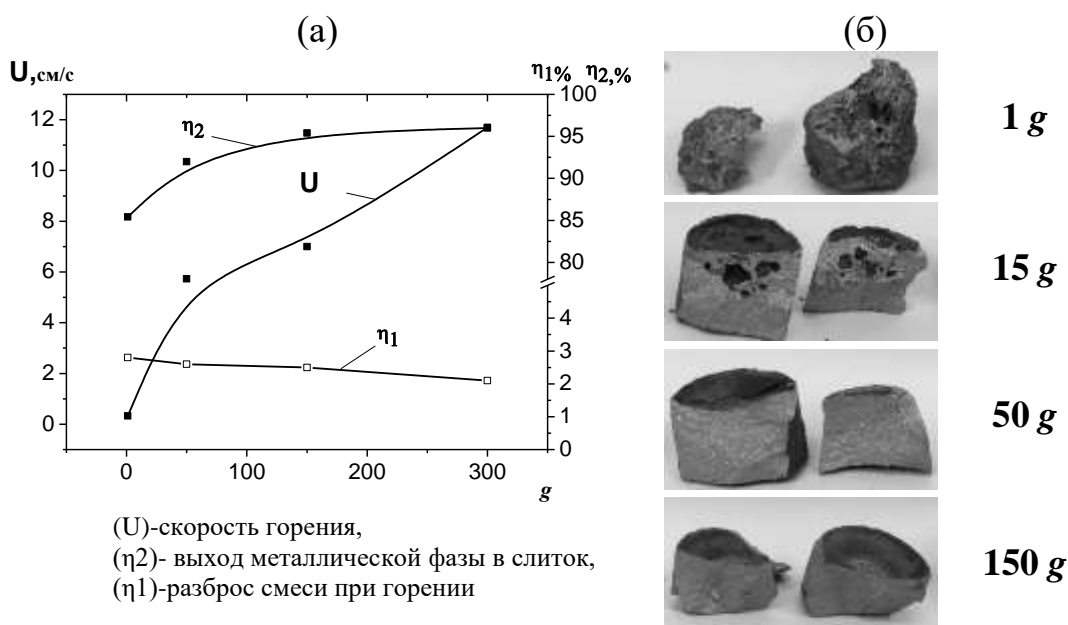 (а)
(б)
U,см/с
η1% η2,%
12
10
8
6
4
2
0
100
95
90
85
80
4
3
2
1
0
η2
U
η1
0
100
200
300
g
(U)-скорость горения,
(η2)- выход металлической фазы в слиток,
(η1)-разброс смеси при горении
1 g
15 g
50 g
150 g